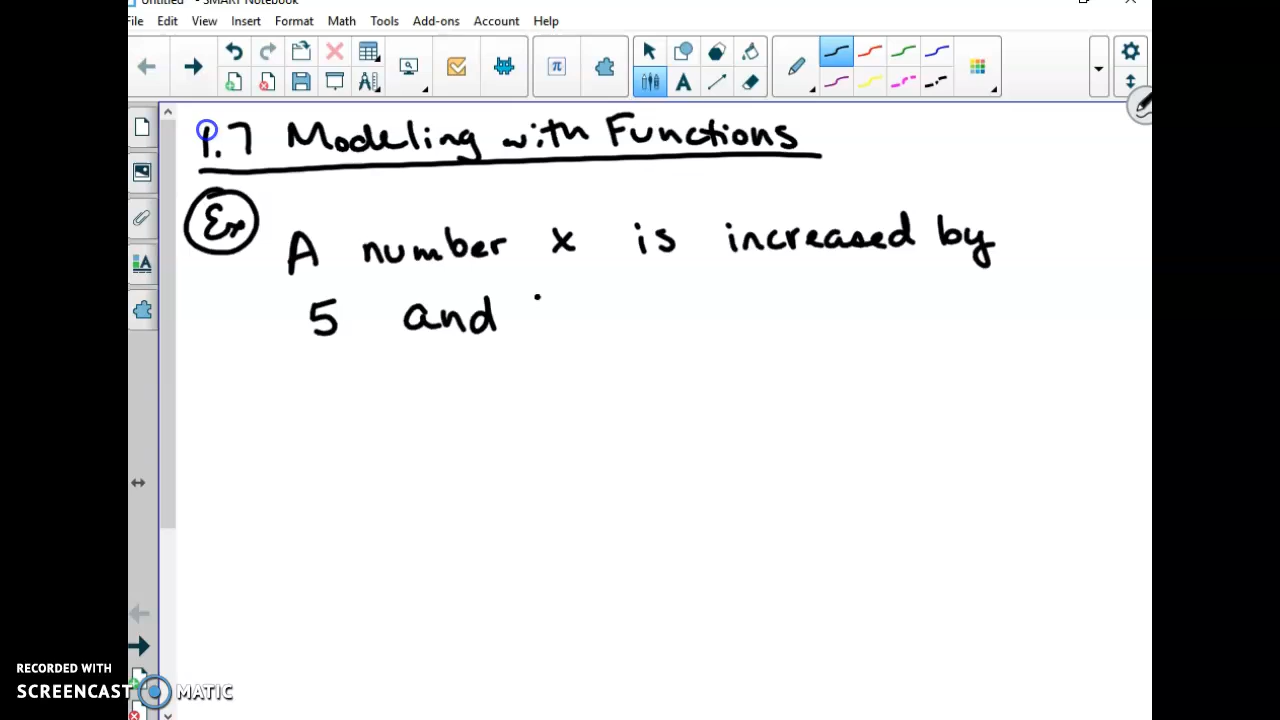 Untitled - SMART Notebook
File Edit View Insert Format Math Tools Add-ons Account Help
1.7 Modeling with Functions
Ex A number x is increased by
5 and
RECORDED WITH
SCREENCAST MATIC